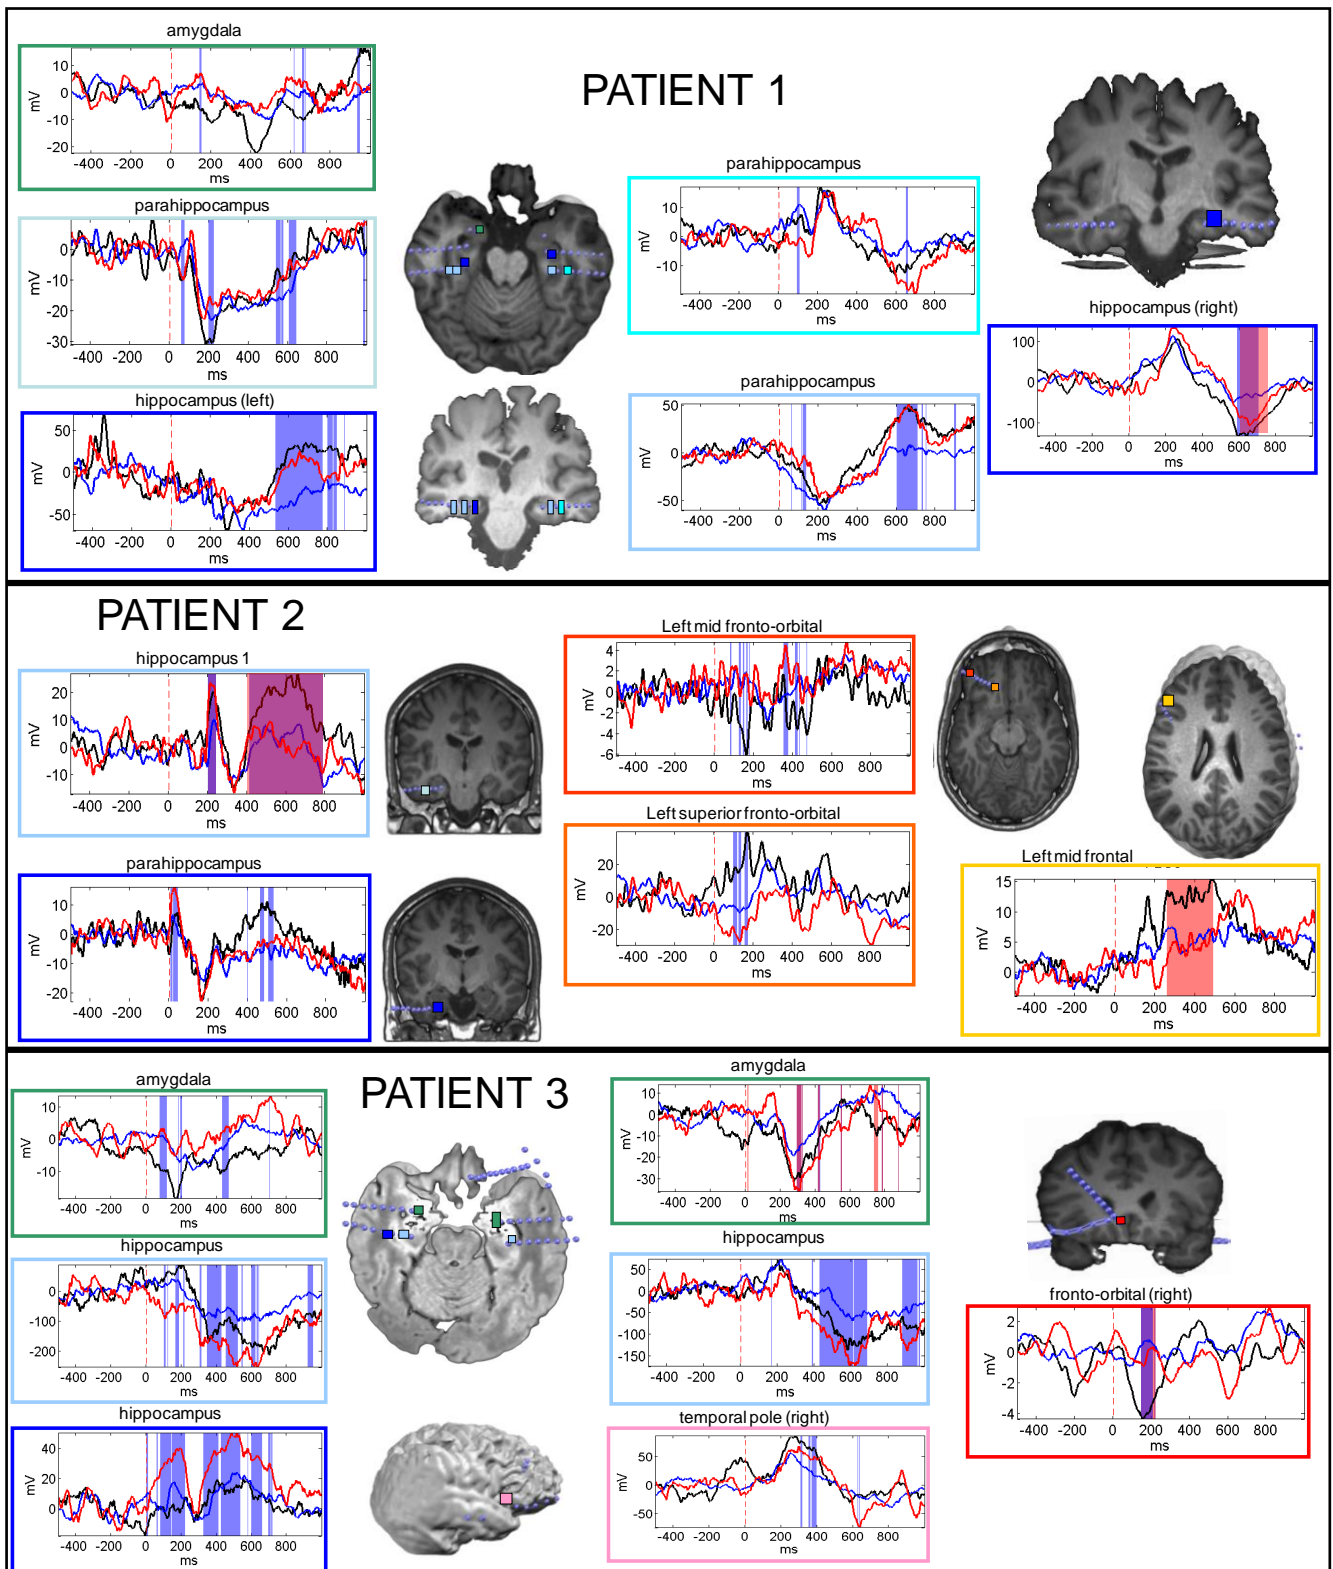 PATIENT 1
amygdala
10
0
-10
-20
mV
-400 -200 0 200 400 600 800
ms
parahippocampus
0
-10
-20
-30
mV
-400 -200 0 200 400 600 800
ms
hippocampus (left)
50
0
-50
mV
-400 -200 0 200 400 600 800
ms
parahippocampus
10
0
-10
mV
-400 -200 0 200 400 600 800
ms
parahippocampus
50
0
-50
mV
-400 -200 0 200 400 600 800
ms
hippocampus (right)
100
0
-100
mV
-400 -200 0 200 400 600 800
ms
PATIENT 2
hippocampus 1
20
10
0
-10
mV
-400 -200 0 200 400 600 800
ms
parahippocampus
10
0
-10
-20
mV
-400 -200 0 200 400 600 800
ms
Left mid fronto-orbital
4
2
0
-2
-4
-6
mV
-400 -200 0 200 400 600 800
ms
Left superior fronto-orbital
20
0
-20
mV
-400 -200 0 200 400 600 800
ms
Left mid frontal
15
10
5
0
mV
-400 -200 0 200 400 600 800
ms
PATIENT 3
amygdala
10
0
-10
mV
-400 -200 0 200 400 600 800
ms
hippocampus
0
-100
-200
mV
-400 -200 0 200 400 600 800
ms
hippocampus
40
20
0
mV
-400 -200 0 200 400 600 800
ms
amygdala
10
0
-10
-20
-30
mV
-400 -200 0 200 400 600 800
ms
hippocampus
50
0
-50
-100
-150
mV
-400 -200 0 200 400 600 800
ms
temporal pole (right)
50
0
-50
mV
-400 -200 0 200 400 600 800
ms
fronto-orbital (right)
2
0
-2
-4
mV
-400 -200 0 200 400 600 800
ms